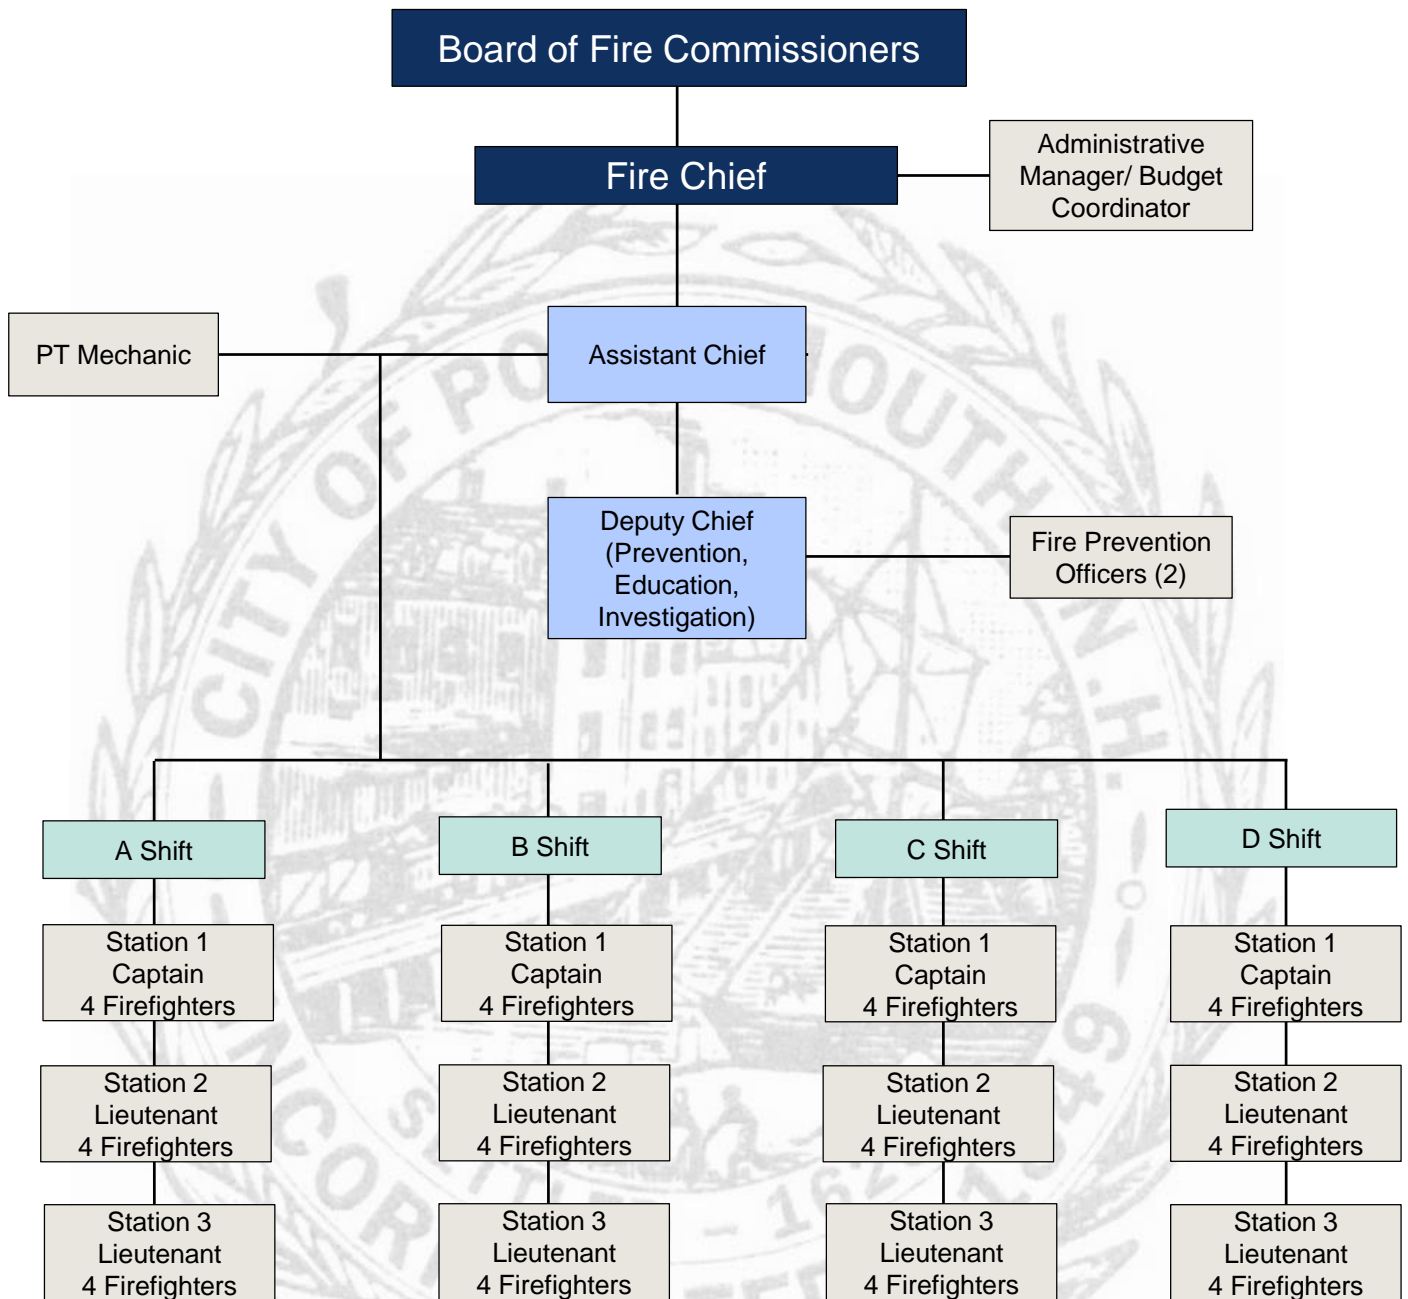 Board of Fire Commissioners
Fire Chief
Administrative
Manager/ Budget
Coordinator
PT Mechanic
Assistant Chief
Deputy Chief
(Prevention,
Education,
Investigation)
Fire Prevention
Officers (2)
A Shift
B Shift
C Shift
D Shift
Station 1
Captain
4 Firefighters
Station 1
Captain
4 Firefighters
Station 1
Captain
4 Firefighters
Station 1
Captain
4 Firefighters
Station 2
Lieutenant
4 Firefighters
Station 2
Lieutenant
4 Firefighters
Station 2
Lieutenant
4 Firefighters
Station 2
Lieutenant
4 Firefighters
Station 3
Lieutenant
4 Firefighters
Station 3
Lieutenant
4 Firefighters
Station 3
Lieutenant
4 Firefighters
Station 3
Lieutenant
4 Firefighters
CITY OF
N.H.
1849